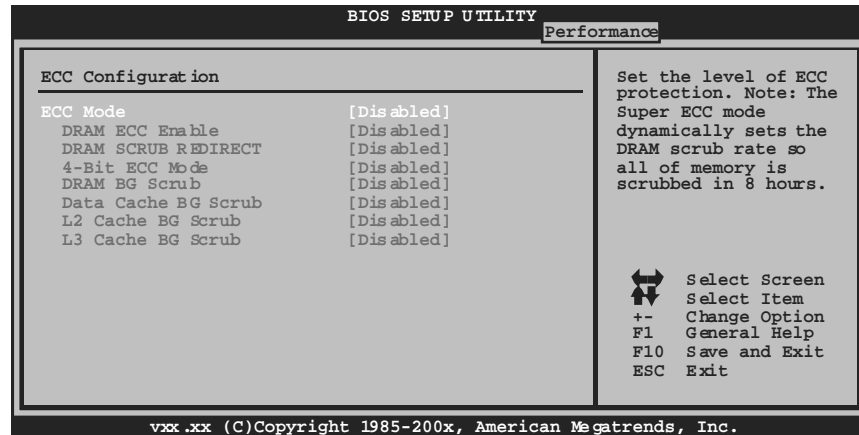 BIOS SETUP UTILITY
Performance
ECC Configuration
ECC Mode [Disabled]
DRAM ECC Enable [Disabled]
DRAM SCRUB REDIRECT [Disabled]
4-Bit ECC Mode [Disabled]
DRAM BG Scrub [Disabled]
Data Cache BG Scrub [Disabled]
L2 Cache BG Scrub [Disabled]
L3 Cache BG Scrub [Disabled]
Set the level of ECC
protection. Note: The
Super ECC mode
dynamically sets the
DRAM scrub rate so
all of memory is
scrubbed in 8 hours.
Select Screen
Select Item
+- Change Option
F1 General Help
F10 Save and Exit
ESC Exit
vxx.xx (C)Copyright 1985-200x, American Megatrends, Inc.